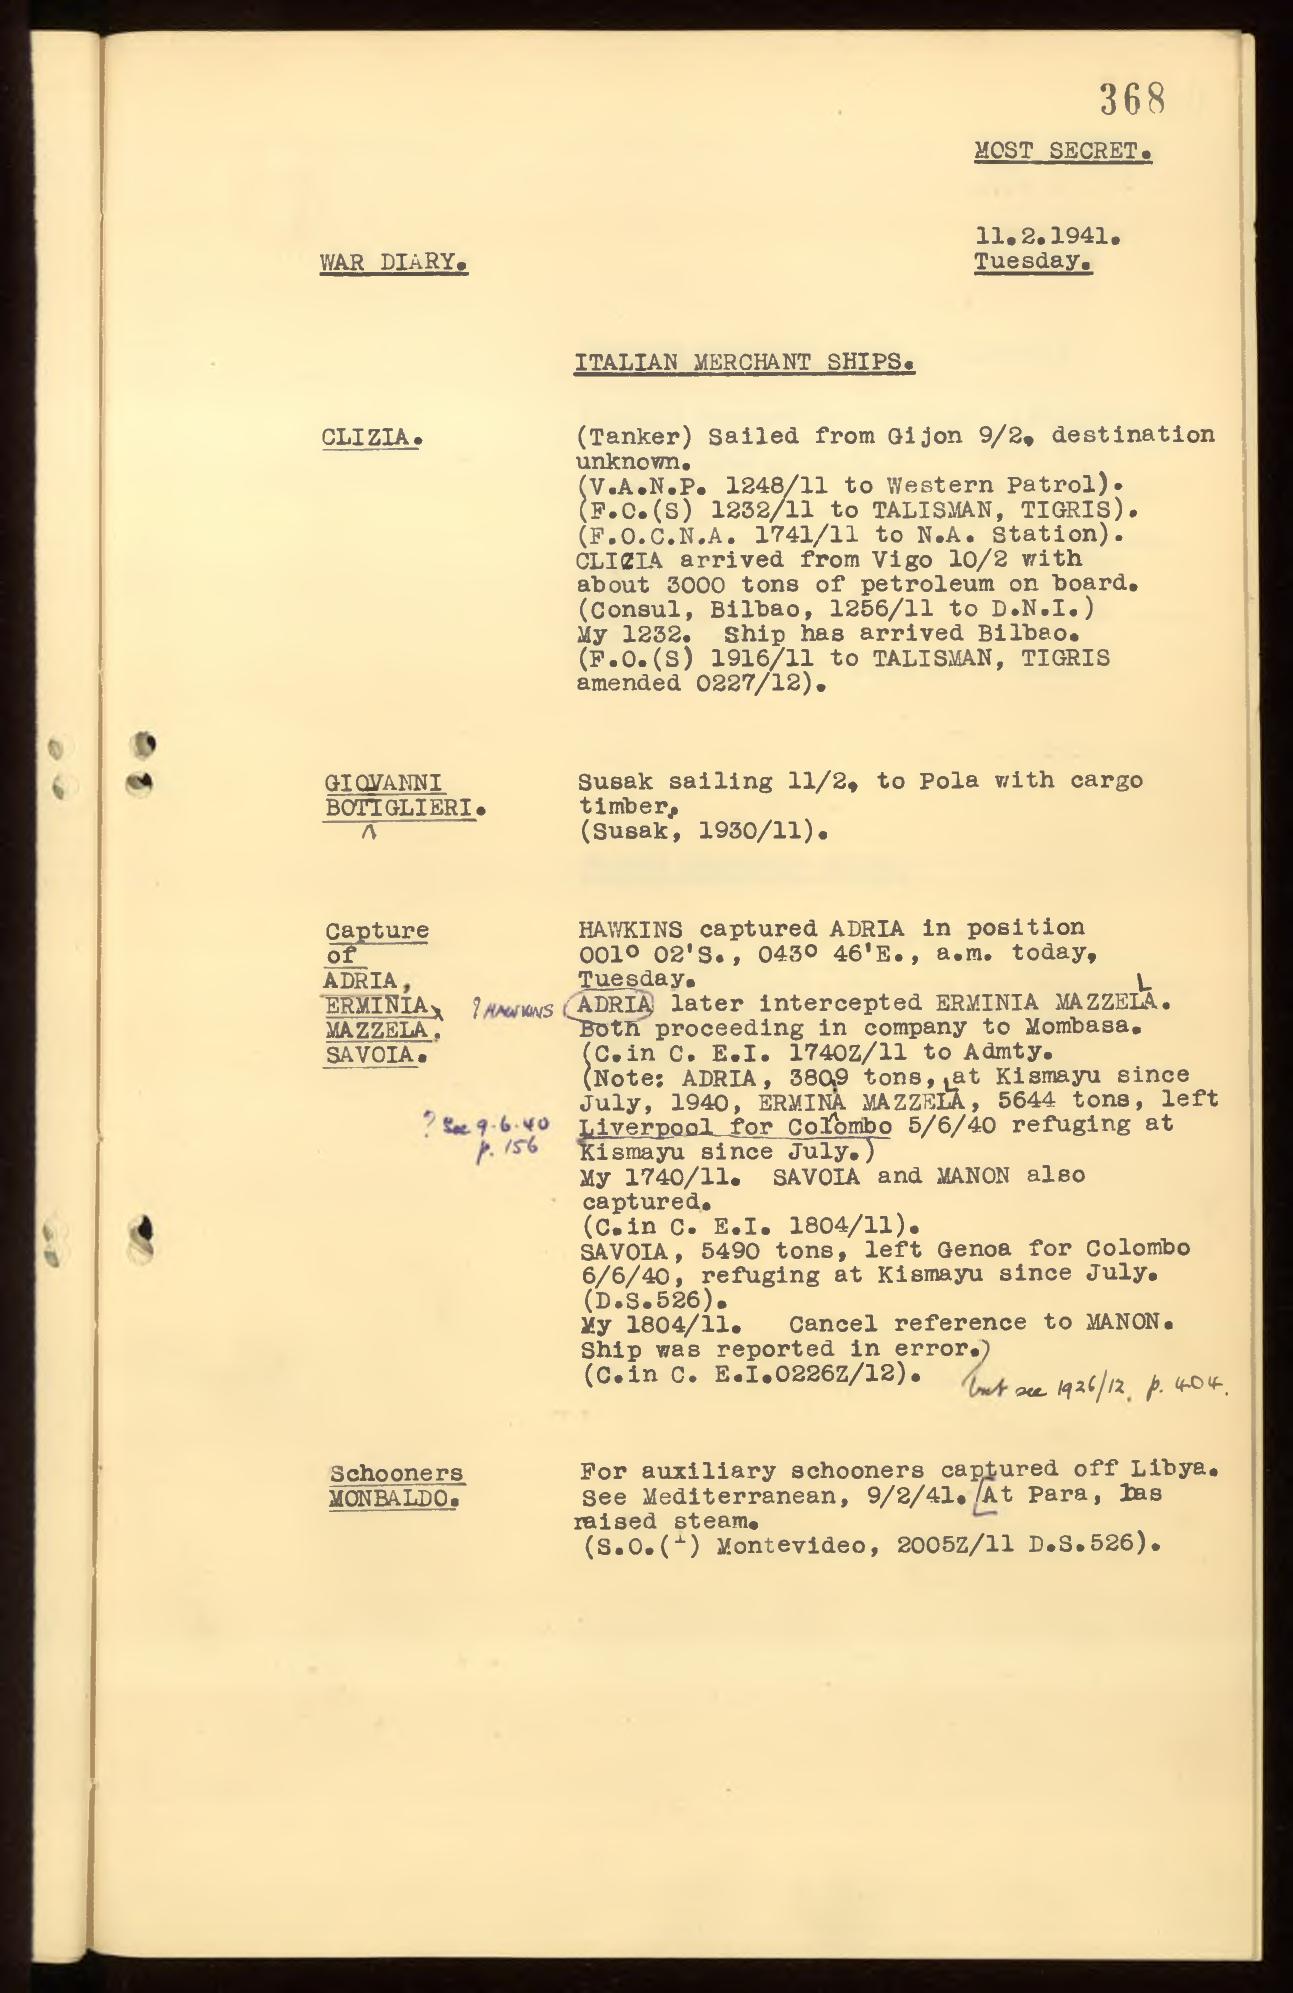 368
MOST SECRET.
11.2.1941.
WAR DIARY.
Tuesday.
ITALIAN MERCHANT SHIPS.
CLIZIA.
(Tanker) Sailed from Gijon 9/2, destination
unknown.
(V.A.N.P. 1248/11 to Western Patrol).
(F.O.(S) 1232/11 to TALISMAN, TIGRIS).
(F.O.C.N.A. 1741/11 to N.A. Station).
CLIZIA arrived from Vigo 10/2 with
about 3000 tons of petroleum on board.
(Consul, Bilbao, 1256/11 to D.N.I.)
My 1232. Ship has arrived Bilbao.
(F.O.(S) 1916/11 to TALISMAN, TIGRIS
amended 0227/12).
GIOVANNI
BOTIGLIERI.
Susak sailing 11/2, to Pola with cargo
timber,
(Susak, 1930/11).
Capture
of
ADRIA,
ERMINIA
MAZZELA.
SAVOIA.
HAWKINS captured ADRIA in position
001° 02'S., 043° 46'E., a.m. today,
Tuesday.
? HAWKINS ADRIA later intercepted ERMINIA MAZZELA. L
Both proceeding in company to Mombasa.
(C.in C. E.I. 1740Z/11 to Admty.
(Note: ADRIA, 3809 tons, at Kismayu since
July, 1940, ERMINA MAZZELA, 5644 tons, left
? See 9.6.40 Liverpool for Colombo 5/6/40 refuging at
p. 156 Kismayu since July.)
My 1740/11. SAVOIA and MANON also
captured.
(C.in C. E.I. 1804/11).
SAVOIA, 5490 tons, left Genoa for Colombo
6/6/40, refuging at Kismayu since July.
(D.S.526).
My 1804/11. Cancel reference to MANON.
Ship was reported in error.)
(C.in C. E.I.0226Z/12).
but see 1926/12, p. 404.
Schooners
MONBALDO.
For auxiliary schooners captured off Libya.
See Mediterranean, 9/2/41. [At Para, has
raised steam.
(S.O.(I) Montevideo, 2005Z/11 D.S.526).